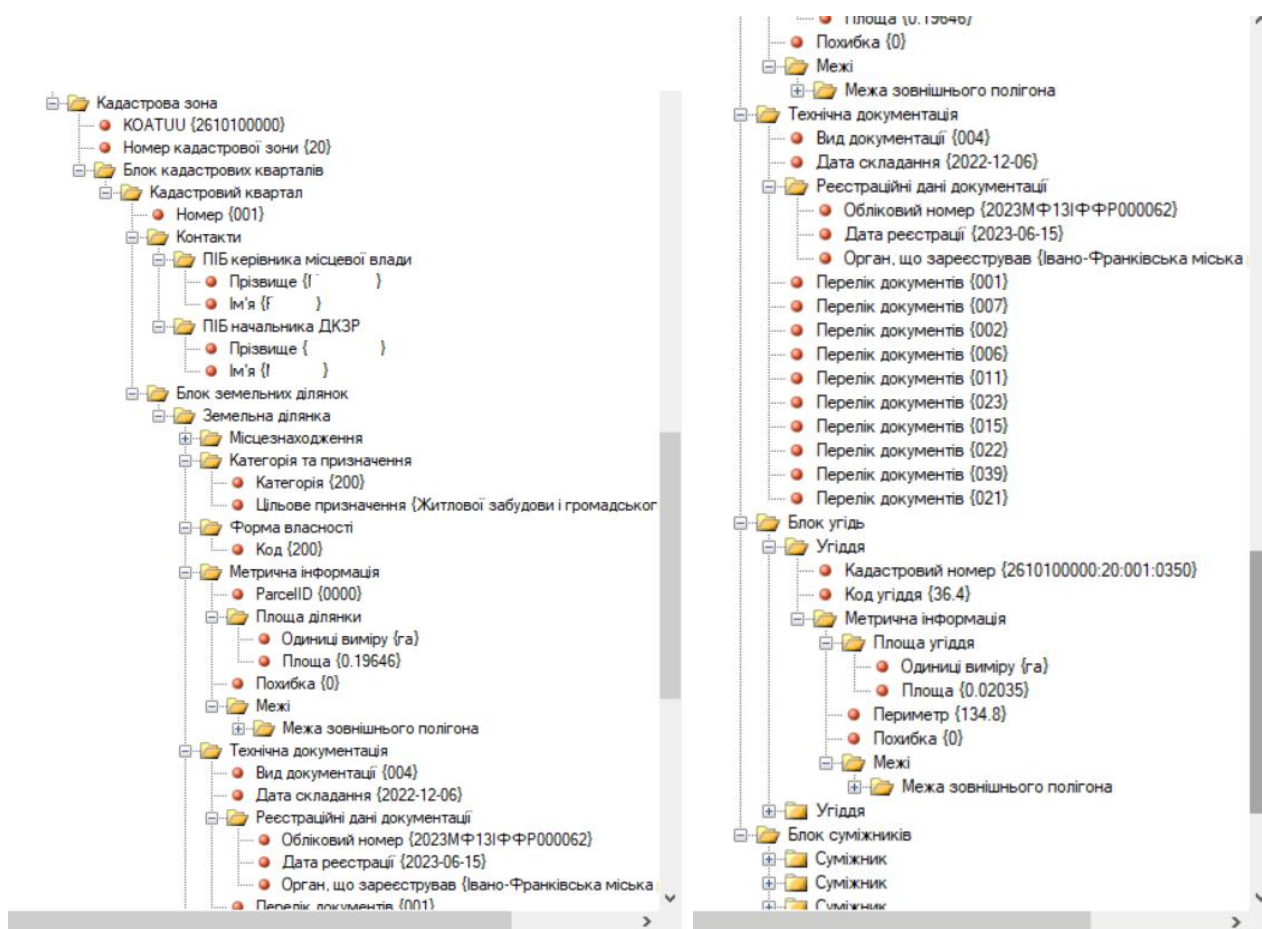 Кадастрова зона
KOATUU {2610100000}
Номер кадастрової зони {20}
Блок кадастрових кварталів
Кадастровий квартал
Номер {001}
Контакти
ПІБ керівника місцевої влади
Прізвище { }
Ім'я { }
ПІБ начальника ДКЗР
Прізвище { }
Ім'я { }
Блок земельних ділянок
Земельна ділянка
Місцезнаходження
Категорія та призначення
Категорія {200}
Цільове призначення {Житлової забудови і громадськог
Форма власності
Код {200}
Метрична інформація
ParcelID {0000}
Площа ділянки
Одиниці виміру {га}
Площа {0.19646}
Похибка {0}
Межі
Межа зовнішнього полігона
Технічна документація
Вид документації {004}
Дата складання {2022-12-06}
Реєстраційні дані документації
Обліковий номер {2023МФ13ІФФР000062}
Дата реєстрації {2023-06-15}
Орган, що зареєстрував {Івано-Франківська міська
Перелік документів {001}
Площа {0.19646}
Похибка {0}
Межі
Межа зовнішнього полігона
Технічна документація
Вид документації {004}
Дата складання {2022-12-06}
Реєстраційні дані документації
Обліковий номер {2023МФ13ІФФР000062}
Дата реєстрації {2023-06-15}
Орган, що зареєстрував {Івано-Франківська міська
Перелік документів {001}
Перелік документів {007}
Перелік документів {002}
Перелік документів {006}
Перелік документів {011}
Перелік документів {023}
Перелік документів {015}
Перелік документів {022}
Перелік документів {039}
Перелік документів {021}
Блок угідь
Угіддя
Кадастровий номер {2610100000:20:001:0350}
Код угіддя {36.4}
Метрична інформація
Площа угіддя
Одиниці виміру {га}
Площа {0.02035}
Периметр {134.8}
Похибка {0}
Межі
Межа зовнішнього полігона
Угіддя
Блок суміжників
Суміжник
Суміжник
Суміжник